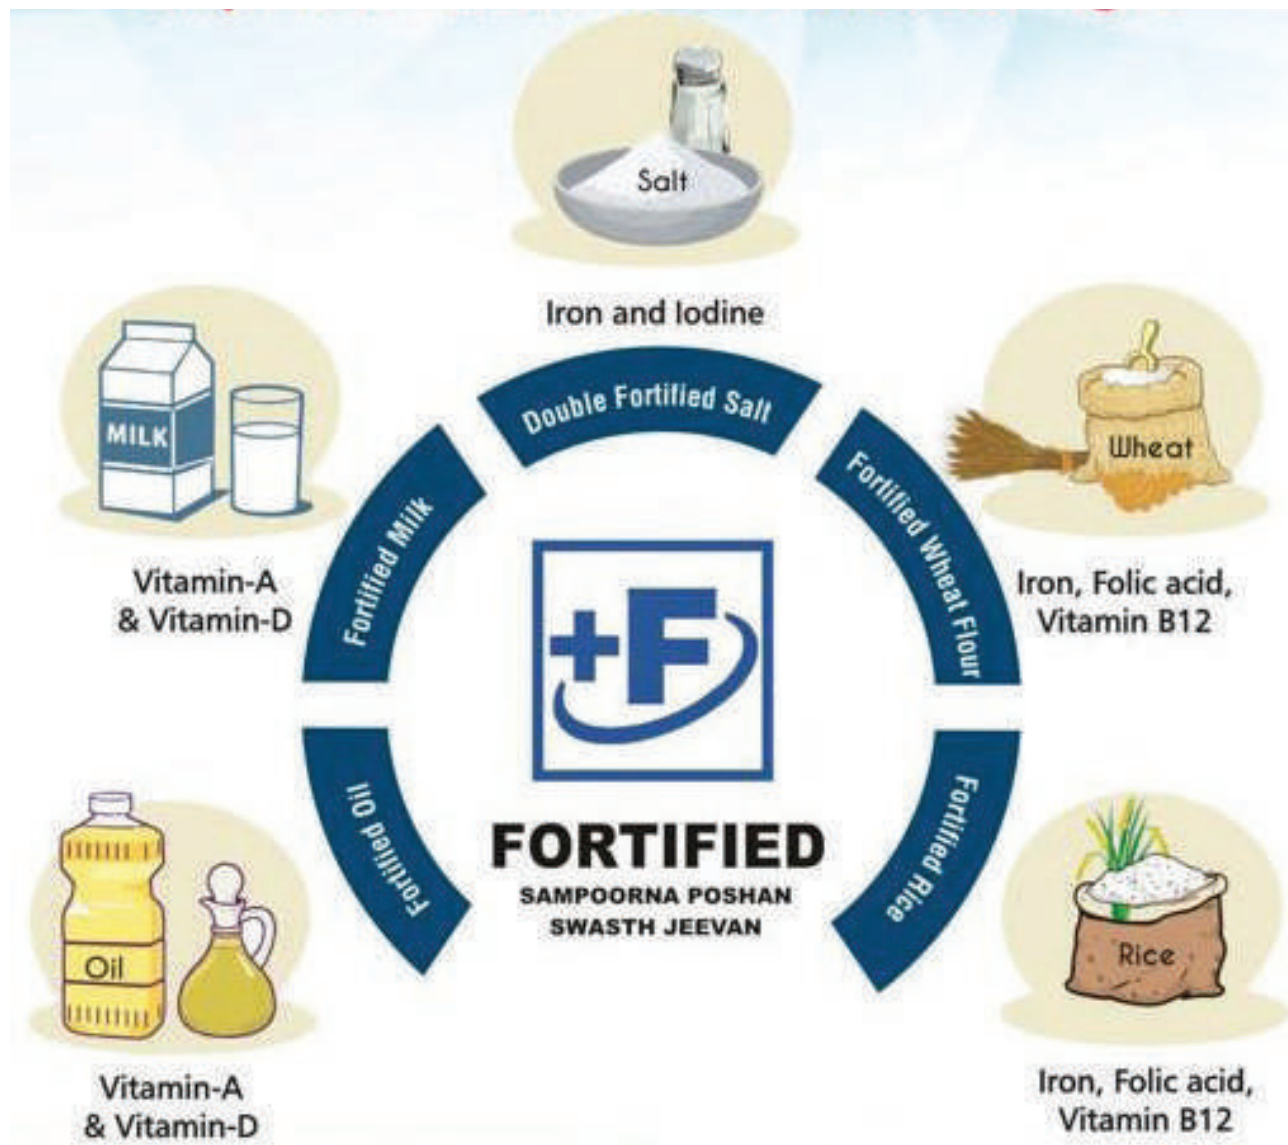 Salt
Iron and Iodine
Double Fortified Salt
MILK
Vitamin-A
& Vitamin-D
Fortified Milk
Wheat
Iron, Folic acid,
Vitamin B12
Fortified Wheat Flour
+F
FORTIFIED
SAMPOORNA POSHAN
SWASTH JEEVAN
Oil
Vitamin-A
& Vitamin-D
Fortified Oil
Rice
Iron, Folic acid,
Vitamin B12
Fortified Rice